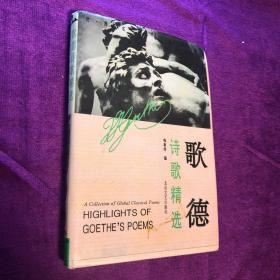 歌德
诗歌精选
A Collection of Global Classical Poems
HIGHLIGHTS OF
GOETHE'S POEMS